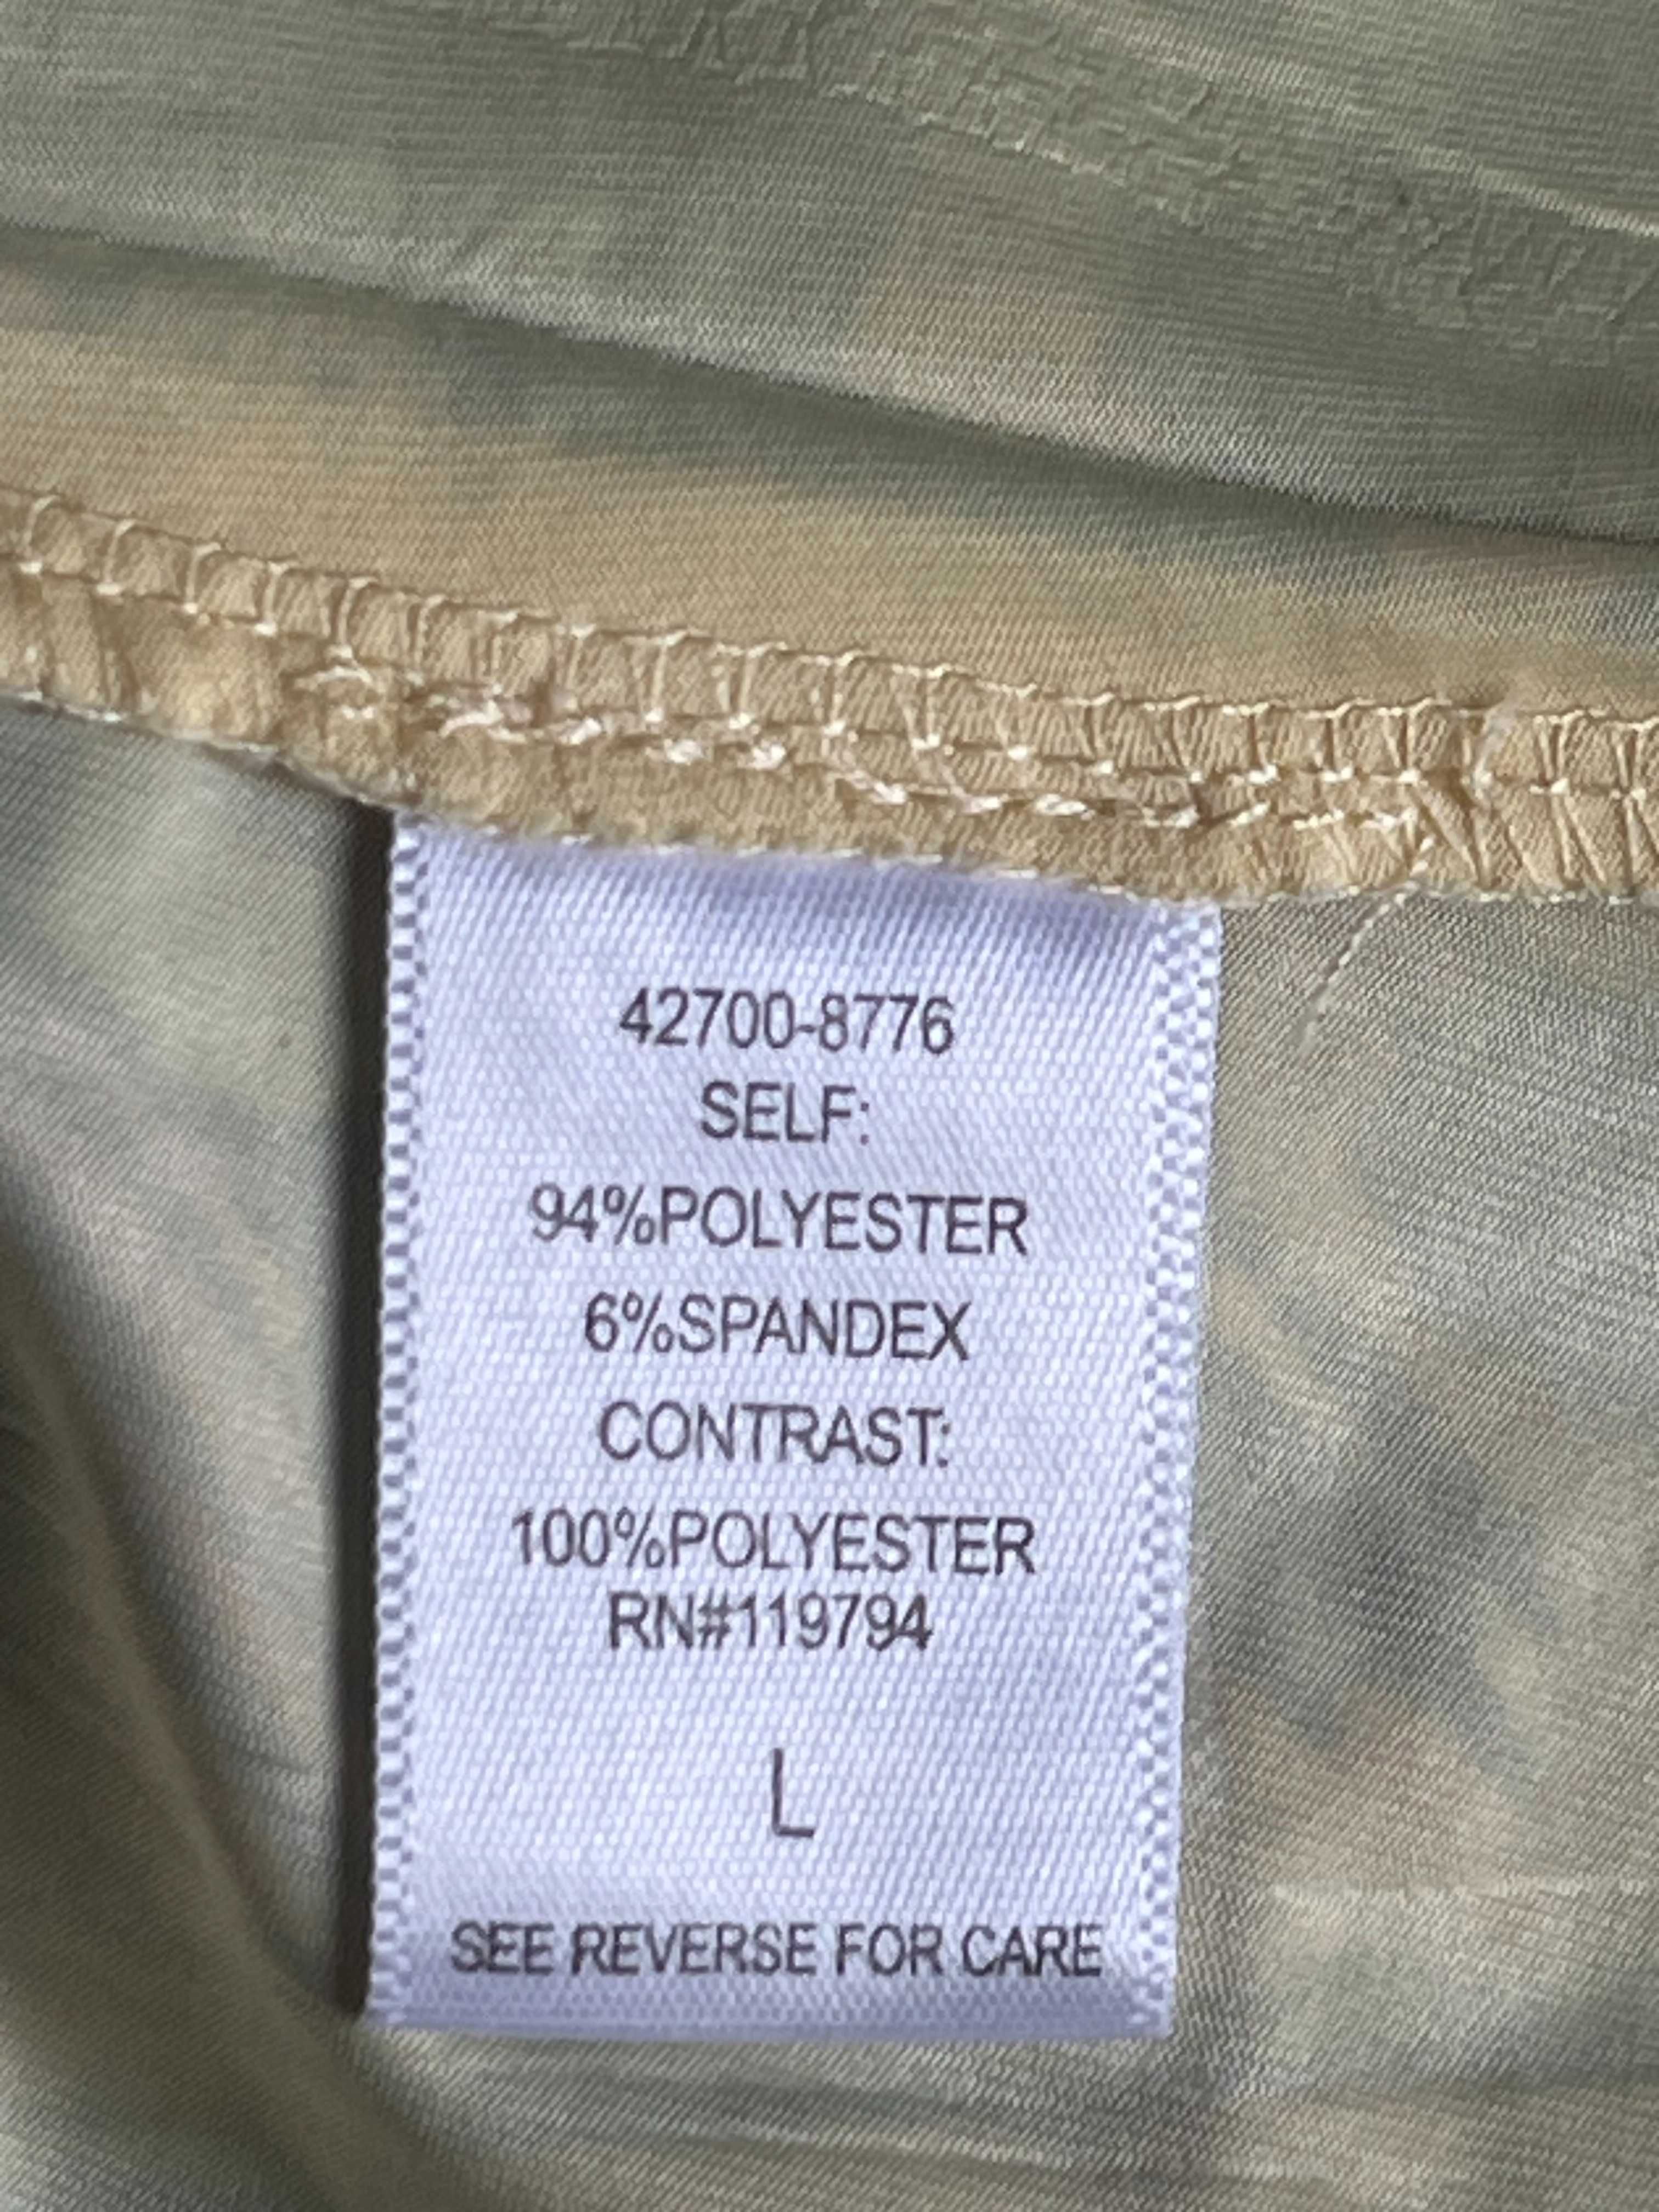 42700-8776
SELF:
94%POLYESTER
6%SPANDEX
CONTRAST:
100%POLYESTER
RN#119794
L
SEE REVERSE FOR CARE